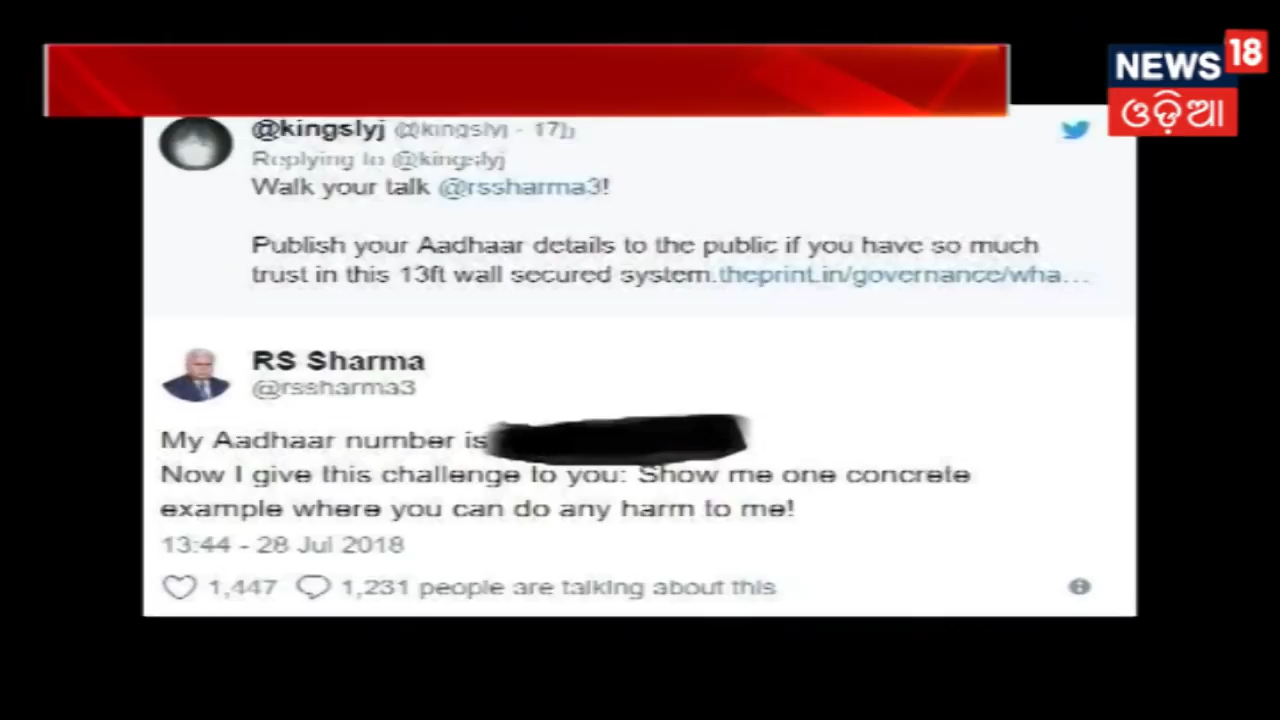 NEWS 18
ଓଡ଼ିଆ
@kingslyj @kingslyj - 17h
Replying to @kingslyj
Walk your talk @rssharma3!
Publish your Aadhaar details to the public if you have so much
trust in this 13ft wall secured system.theprint.in/governance/wha...
RS Sharma
@rssharma3
My Aadhaar number is
Now I give this challenge to you: Show me one concrete
example where you can do any harm to me!
13:44 - 28 Jul 2018
1,447 1,231 people are talking about this